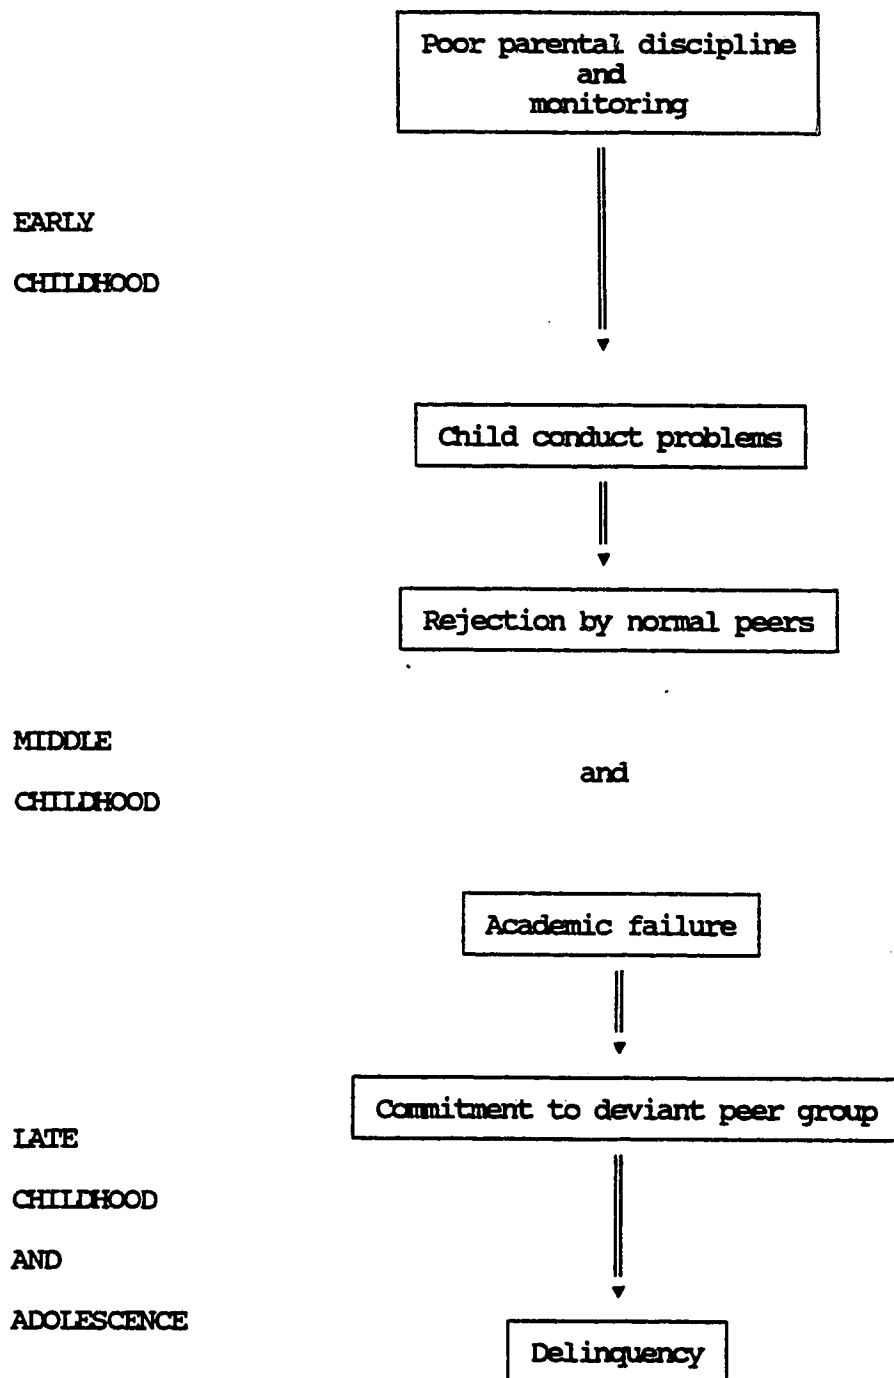 Poor parental discipline
and
monitoring
EARLY
CHILDHOOD
Child conduct problems
Rejection by normal peers
MIDDLE
CHILDHOOD
and
Academic failure
Commitment to deviant peer group
LATE
CHILDHOOD
AND
ADOLESCENCE
Delinquency